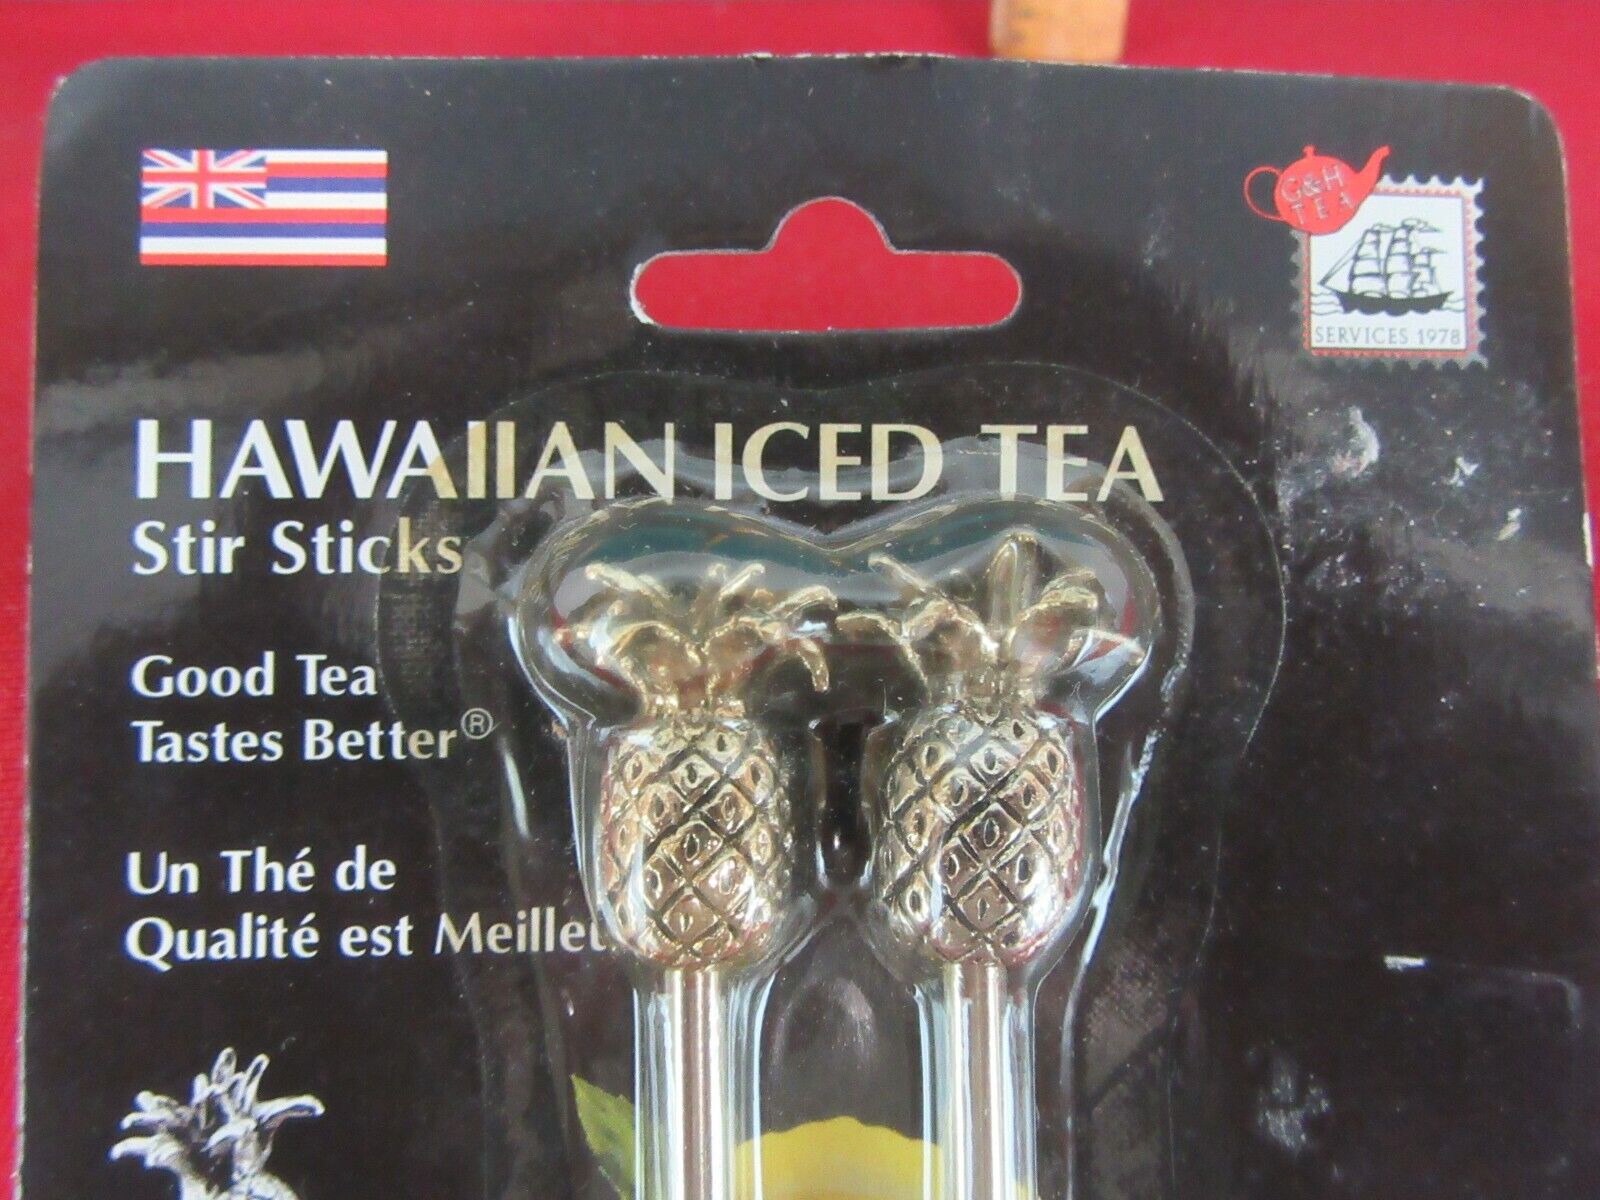 G&H
TEA
SERVICES 1978
HAWAIIAN ICED TEA
Stir Sticks
Good Tea
Tastes Better®
Un Thé de
Qualité est